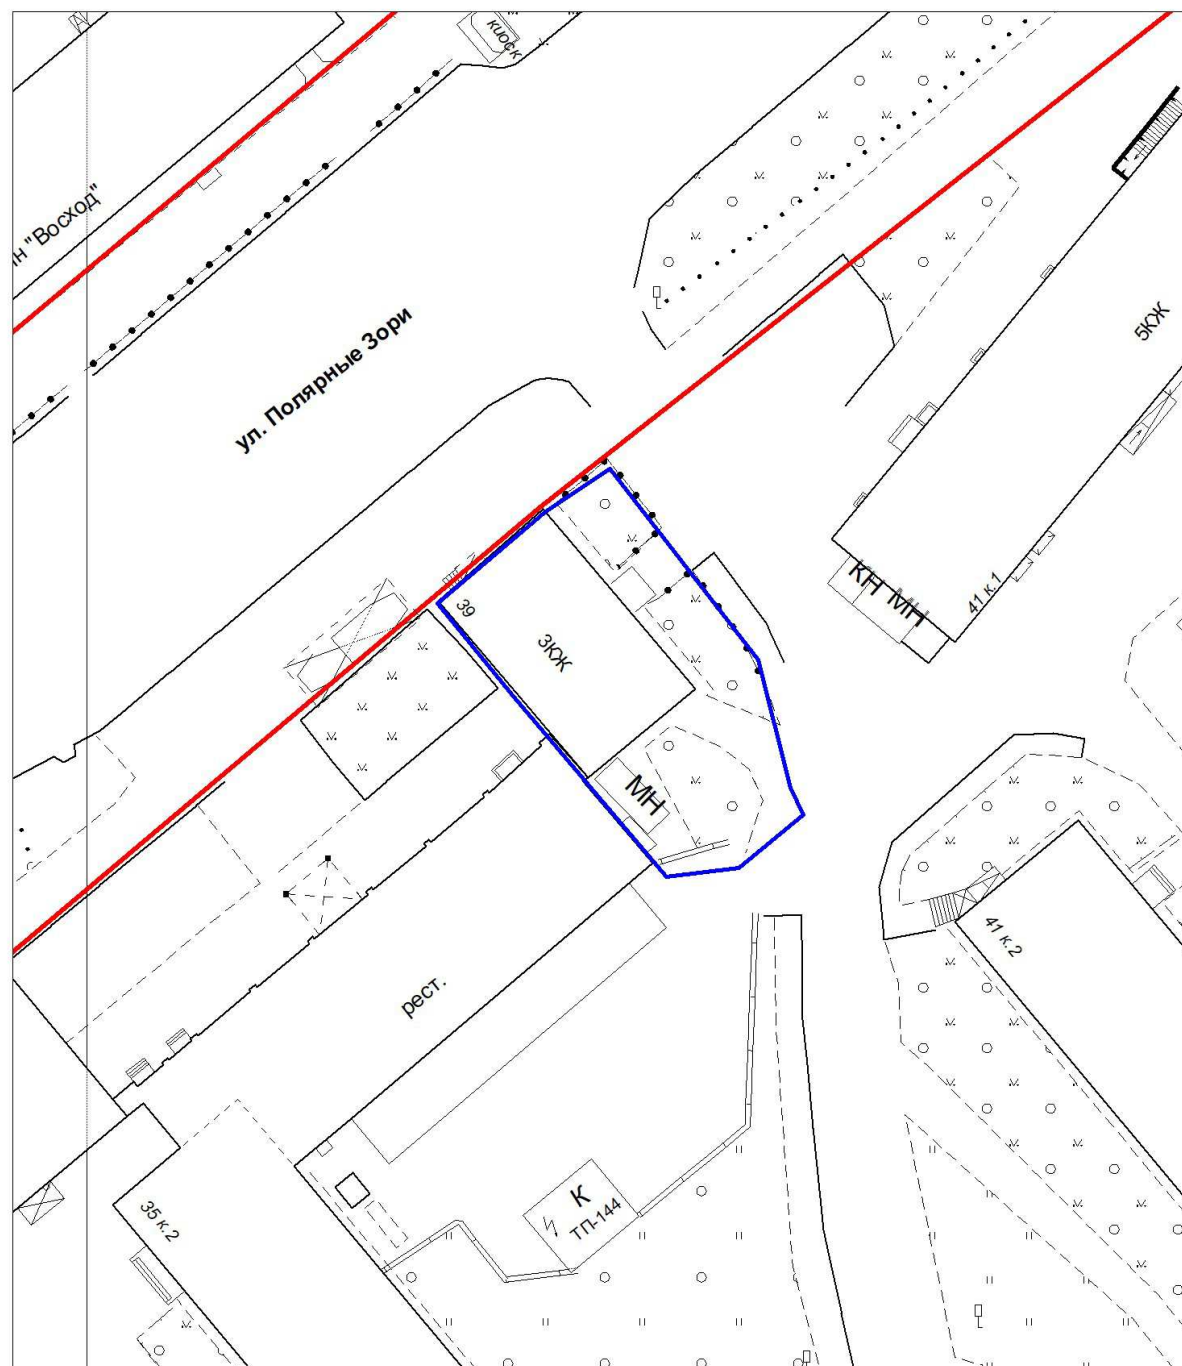 киоск
н "Восход"
ул. Полярные Зори
5КЖ
КН МН
41 к.1
39
3КЖ
МН
рест.
41 к.2
35 к.2
К
ТП-144